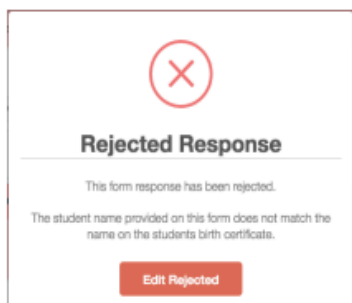 Rejected Response
This form response has been rejected.
The student name provided on this form does not match the
name on the students birth certificate.
Edit Rejected